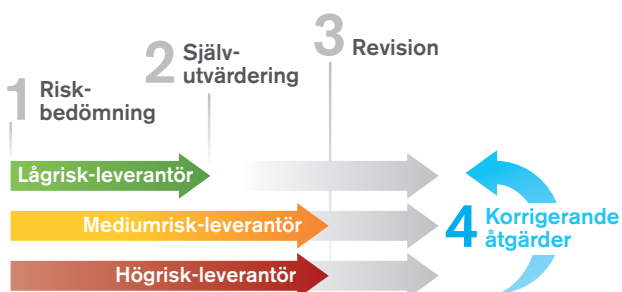 1 Risk-
bedömning
2 Själv-
utvärdering
3 Revision
Lågrisk-leverantör
Mediumrisk-leverantör
Högrisk-leverantör
4 Korrigerande
åtgärder